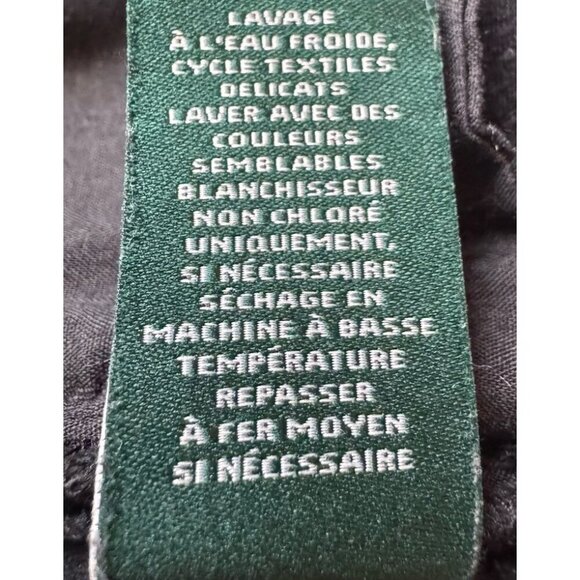 LAVAGE
À L'EAU FROIDE,
CYCLE TEXTILES
DELICATS
LAVER AVEC DES
COULEURS
SEMBLABLES
BLANCHISSEUR
NON CHLORÉ
UNIQUEMENT,
SI NÉCESSAIRE
SÉCHAGE EN
MACHINE À BASSE
TEMPÉRATURE
REPASSER
À FER MOYEN
SI NÉCESSAIRE